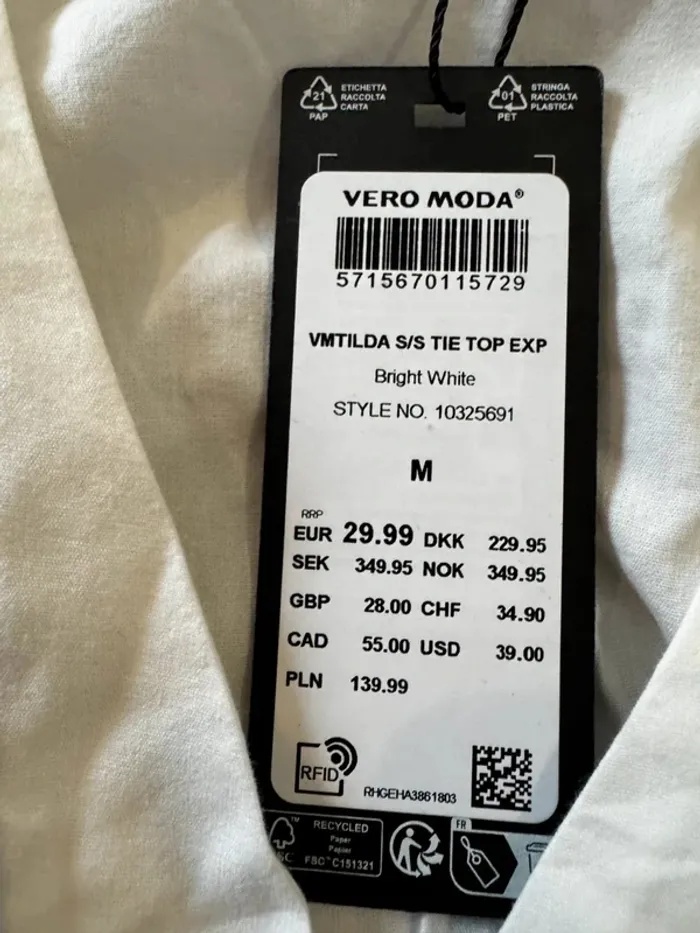 21
PAP
ETICHETTA
RACCOLTA
CARTA
01
PET
STRINGA
RACCOLTA
PLASTICA
VERO MODA®
5715670115729
VMTILDA S/S TIE TOP EXP
Bright White
STYLE NO. 10325691
M
RRP
EUR 29.99 DKK 229.95
SEK 349.95 NOK 349.95
GBP 28.00 CHF 34.90
CAD 55.00 USD 39.00
PLN 139.99
RFID
RHGEHA3861803
RECYCLED
Paper
Papier
FSC™ C151321
FR